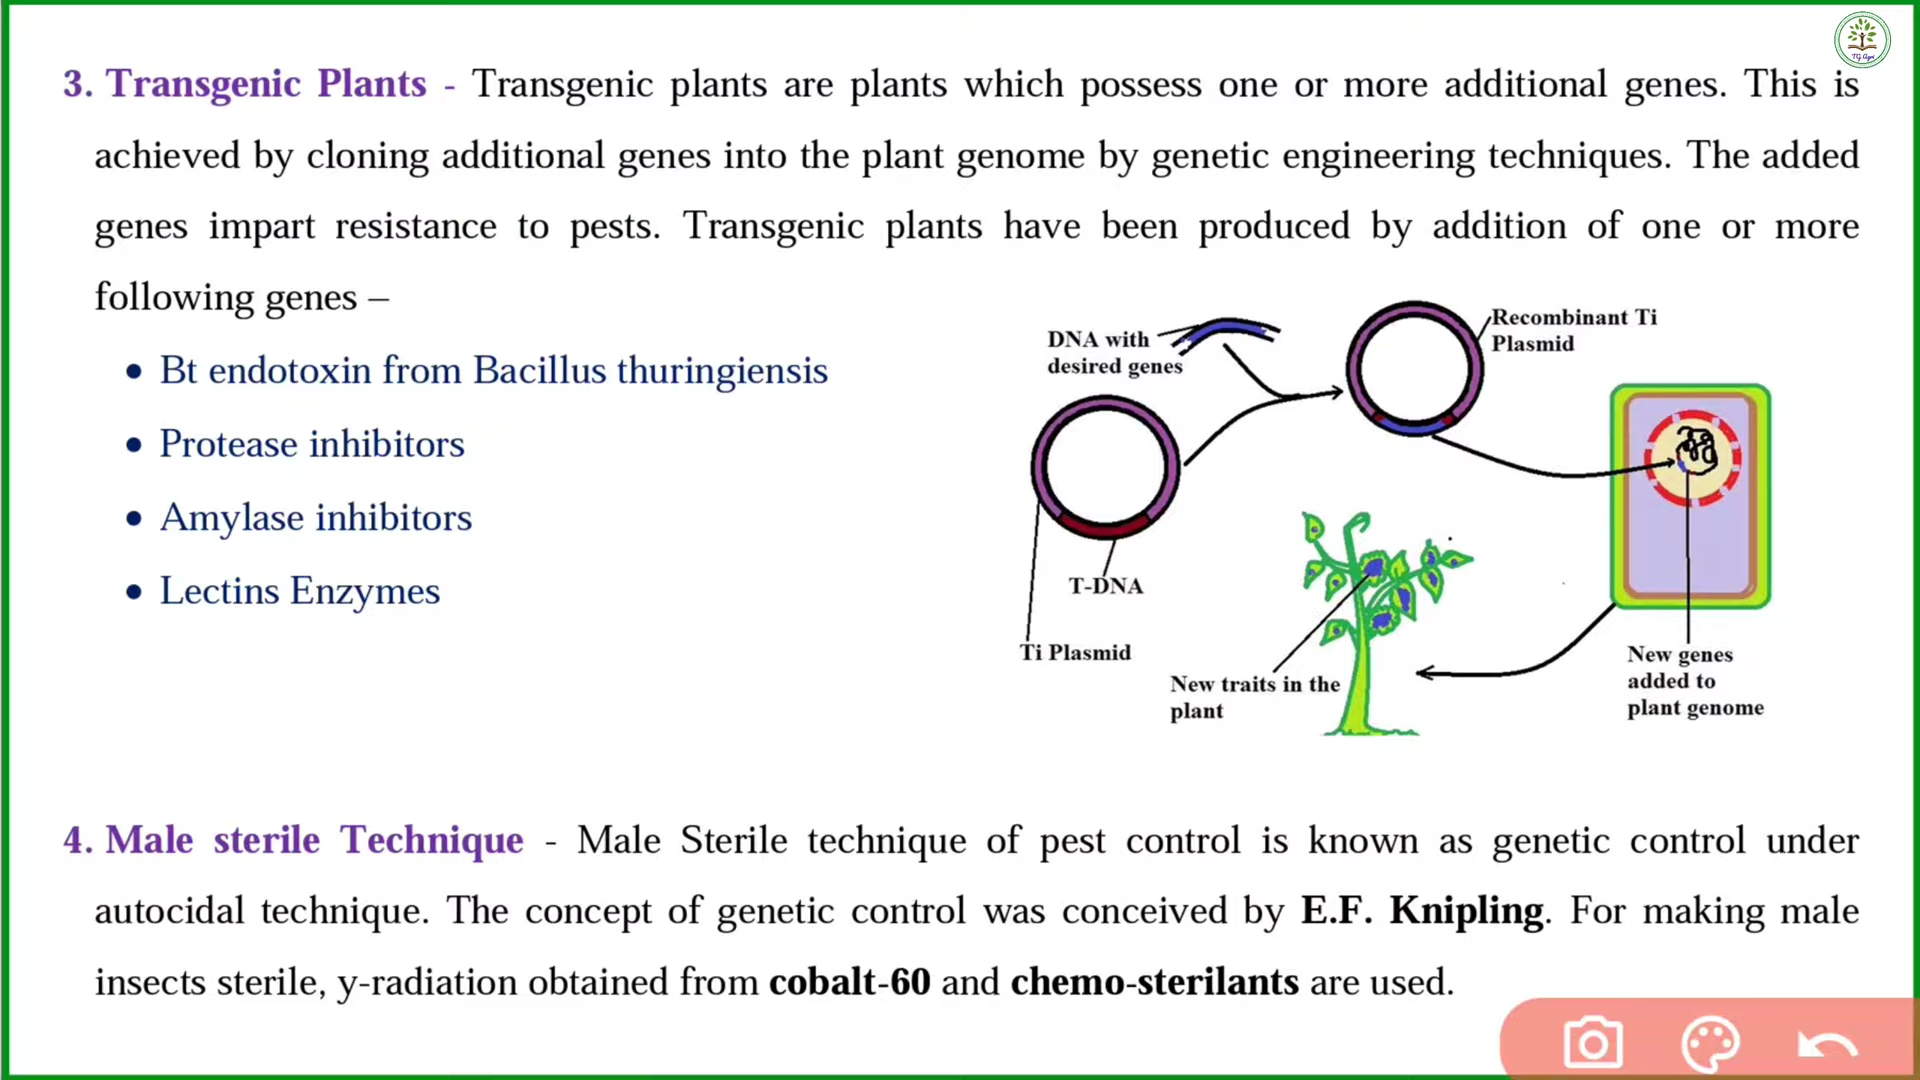 TG Agri
3. Transgenic Plants - Transgenic plants are plants which possess one or more additional genes. This is
achieved by cloning additional genes into the plant genome by genetic engineering techniques. The added
genes impart resistance to pests. Transgenic plants have been produced by addition of one or more
following genes –
• Bt endotoxin from Bacillus thuringiensis
• Protease inhibitors
• Amylase inhibitors
• Lectins Enzymes
DNA with
desired genes
Recombinant Ti
Plasmid
T-DNA
Ti Plasmid
New traits in the
plant
New genes
added to
plant genome
4. Male sterile Technique - Male Sterile technique of pest control is known as genetic control under
autocidal technique. The concept of genetic control was conceived by E.F. Knipling. For making male
insects sterile, y-radiation obtained from cobalt-60 and chemo-sterilants are used.